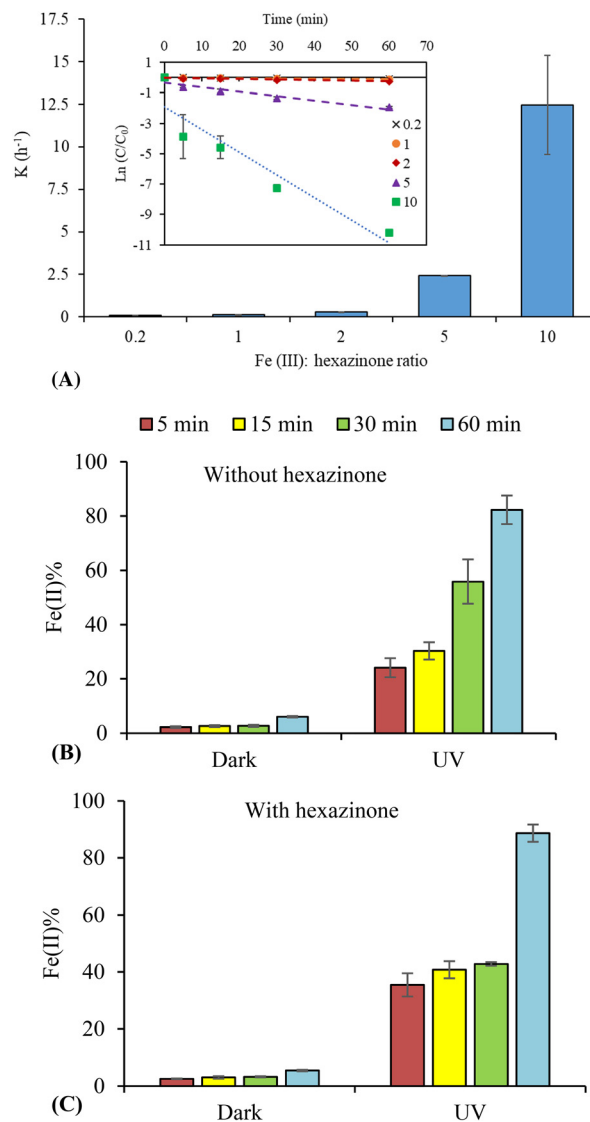 Time (min)
0 10 20 30 40 50 60 70
17.5
15
12.5
10
7.5
5
2.5
0
K (h⁻¹)
1
-1
-3
-5
-7
-9
-11
Ln (C/C₀)
0.2
1
2
5
10
0.2 1 2 5 10
Fe (III): hexazinone ratio
(A)
5 min 15 min 30 min 60 min
Without hexazinone
100
80
60
40
20
0
Fe(II)%
Dark UV
(B)
With hexazinone
100
80
60
40
20
0
Fe(II)%
Dark UV
(C)